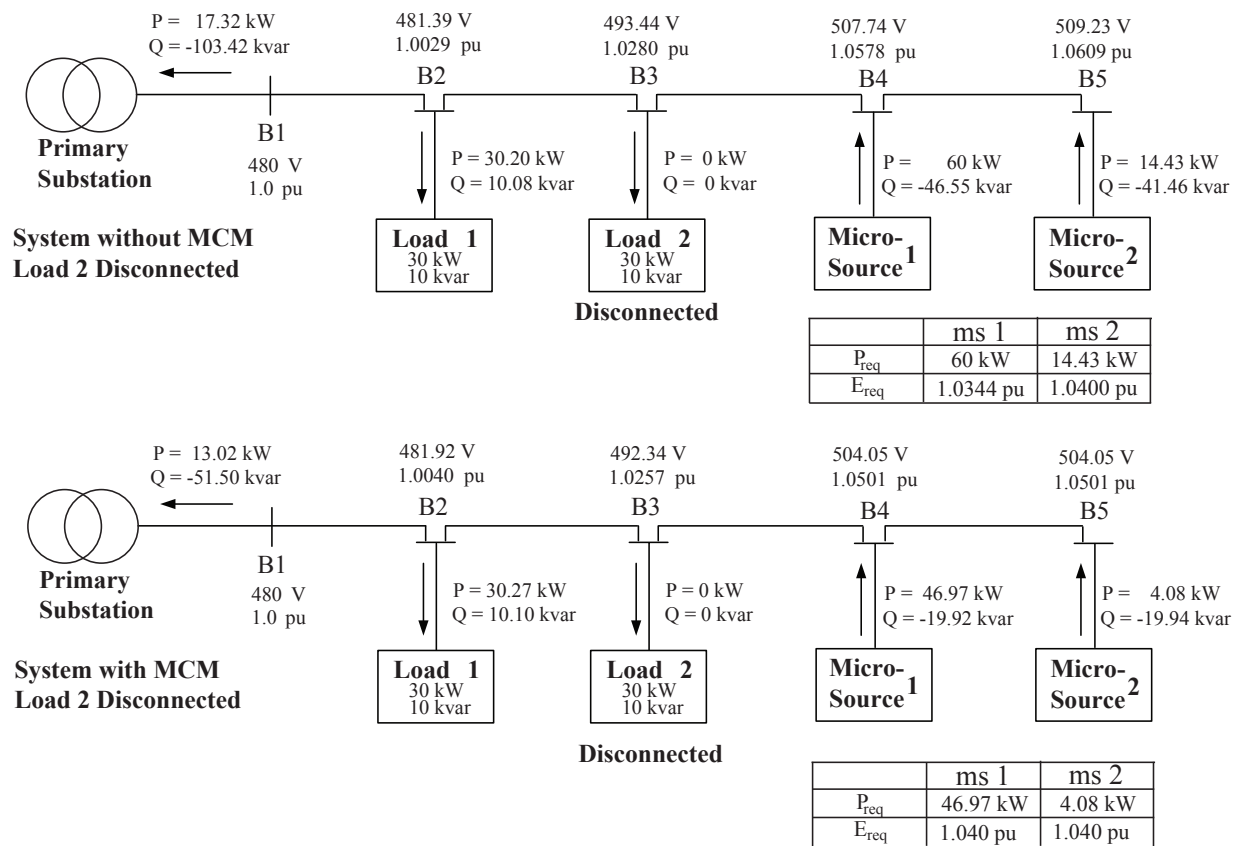 P = 17.32 kW
Q = -103.42 kvar
481.39 V
1.0029 pu
493.44 V
1.0280 pu
507.74 V
1.0578 pu
509.23 V
1.0609 pu
B2
B3
B4
B5
B1
480 V
1.0 pu
Primary
Substation
P = 30.20 kW
Q = 10.08 kvar
P = 0 kW
Q = 0 kvar
P = 60 kW
Q = -46.55 kvar
P = 14.43 kW
Q = -41.46 kvar
System without MCM
Load 2 Disconnected
Load 1
30 kW
10 kvar
Load 2
30 kW
10 kvar
Disconnected
Micro-
Source 1
Micro-
Source 2
ms 1 ms 2
Preq 60 kW 14.43 kW
Ereq 1.0344 pu 1.0400 pu
P = 13.02 kW
Q = -51.50 kvar
481.92 V
1.0040 pu
492.34 V
1.0257 pu
504.05 V
1.0501 pu
504.05 V
1.0501 pu
B2
B3
B4
B5
B1
480 V
1.0 pu
Primary
Substation
P = 30.27 kW
Q = 10.10 kvar
P = 0 kW
Q = 0 kvar
P = 46.97 kW
Q = -19.92 kvar
P = 4.08 kW
Q = -19.94 kvar
System with MCM
Load 2 Disconnected
Load 1
30 kW
10 kvar
Load 2
30 kW
10 kvar
Disconnected
Micro-
Source 1
Micro-
Source 2
ms 1 ms 2
Preq 46.97 kW 4.08 kW
Ereq 1.040 pu 1.040 pu